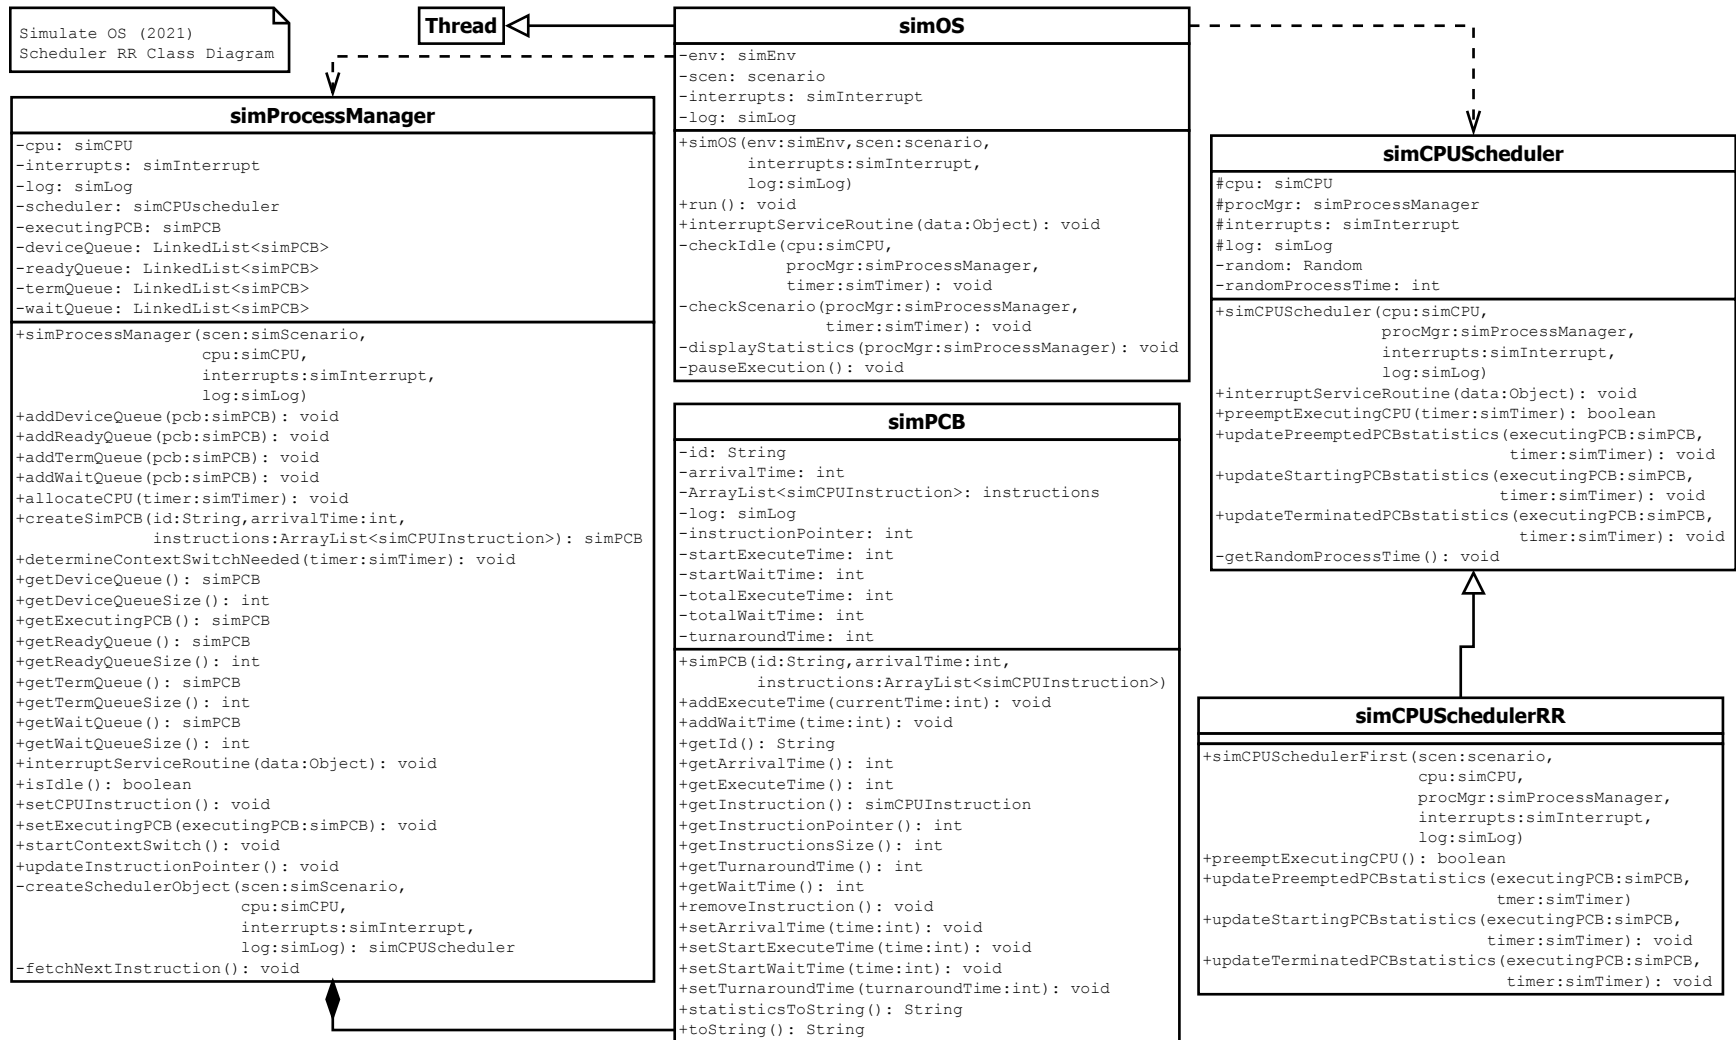 Simulate OS (2021)
Scheduler RR Class Diagram
Thread
simOS
-env: simEnv
-scen: scenario
-interrupts: simInterrupt
-log: simLog
+simOS(env:simEnv,scen:scenario,
interrupts:simInterrupt,
log:simLog)
+run(): void
+interruptServiceRoutine(data:Object): void
-checkIdle(cpu:simCPU,
procMgr:simProcessManager,
timer:simTimer): void
-checkScenario(procMgr:simProcessManager,
timer:simTimer): void
-displayStatistics(procMgr:simProcessManager): void
-pauseExecution(): void
simProcessManager
-cpu: simCPU
-interrupts: simInterrupt
-log: simLog
-scheduler: simCPUscheduler
-executingPCB: simPCB
-deviceQueue: LinkedList<simPCB>
-readyQueue: LinkedList<simPCB>
-termQueue: LinkedList<simPCB>
-waitQueue: LinkedList<simPCB>
+simProcessManager(scen:simScenario,
cpu:simCPU,
interrupts:simInterrupt,
log:simLog)
+addDeviceQueue(pcb:simPCB): void
+addReadyQueue(pcb:simPCB): void
+addTermQueue(pcb:simPCB): void
+addWaitQueue(pcb:simPCB): void
+allocateCPU(timer:simTimer): void
+createSimPCB(id:String,arrivalTime:int,
instructions:ArrayList<simCPUInstruction>): simPCB
+determineContextSwitchNeeded(timer:simTimer): void
+getDeviceQueue(): simPCB
+getDeviceQueueSize(): int
+getExecutingPCB(): simPCB
+getReadyQueue(): simPCB
+getReadyQueueSize(): int
+getTermQueue(): simPCB
+getTermQueueSize(): int
+getWaitQueue(): simPCB
+getWaitQueueSize(): int
+interruptServiceRoutine(data:Object): void
+isIdle(): boolean
+setCPUInstruction(): void
+setExecutingPCB(executingPCB:simPCB): void
+startContextSwitch(): void
+updateInstructionPointer(): void
-createSchedulerObject(scen:simScenario,
cpu:simCPU,
interrupts:simInterrupt,
log:simLog): simCPUScheduler
-fetchNextInstruction(): void
simPCB
-id: String
-arrivalTime: int
-ArrayList<simCPUInstruction>: instructions
-log: simLog
-instructionPointer: int
-startExecuteTime: int
-startWaitTime: int
-totalExecuteTime: int
-totalWaitTime: int
-turnaroundTime: int
+simPCB(id:String,arrivalTime:int,
instructions:ArrayList<simCPUInstruction>)
+addExecuteTime(currentTime:int): void
+addWaitTime(time:int): void
+getId(): String
+getArrivalTime(): int
+getExecuteTime(): int
+getInstruction(): simCPUInstruction
+getInstructionPointer(): int
+getInstructionsSize(): int
+getTurnaroundTime(): int
+getWaitTime(): int
+removeInstruction(): void
+setArrivalTime(time:int): void
+setStartExecuteTime(time:int): void
+setStartWaitTime(time:int): void
+setTurnaroundTime(turnaroundTime:int): void
+statisticsToString(): String
+toString(): String
simCPUScheduler
#cpu: simCPU
#procMgr: simProcessManager
#interrupts: simInterrupt
#log: simLog
-random: Random
-randomProcessTime: int
+simCPUScheduler(cpu:simCPU,
procMgr:simProcessManager,
interrupts:simInterrupt,
log:simLog)
+interruptServiceRoutine(data:Object): void
+preemptExecutingCPU(timer:simTimer): boolean
+updatePreemptedPCBstatistics(executingPCB:simPCB,
timer:simTimer): void
+updateStartingPCBstatistics(executingPCB:simPCB,
timer:simTimer): void
+updateTerminatedPCBstatistics(executingPCB:simPCB,
timer:simTimer): void
-getRandomProcessTime(): void
simCPUSchedulerRR
+simCPUSchedulerFirst(scen:scenario,
cpu:simCPU,
procMgr:simProcessManager,
interrupts:simInterrupt,
log:simLog)
+preemptExecutingCPU(): boolean
+updatePreemptedPCBstatistics(executingPCB:simPCB,
tmer:simTimer)
+updateStartingPCBstatistics(executingPCB:simPCB,
timer:simTimer): void
+updateTerminatedPCBstatistics(executingPCB:simPCB,
timer:simTimer): void